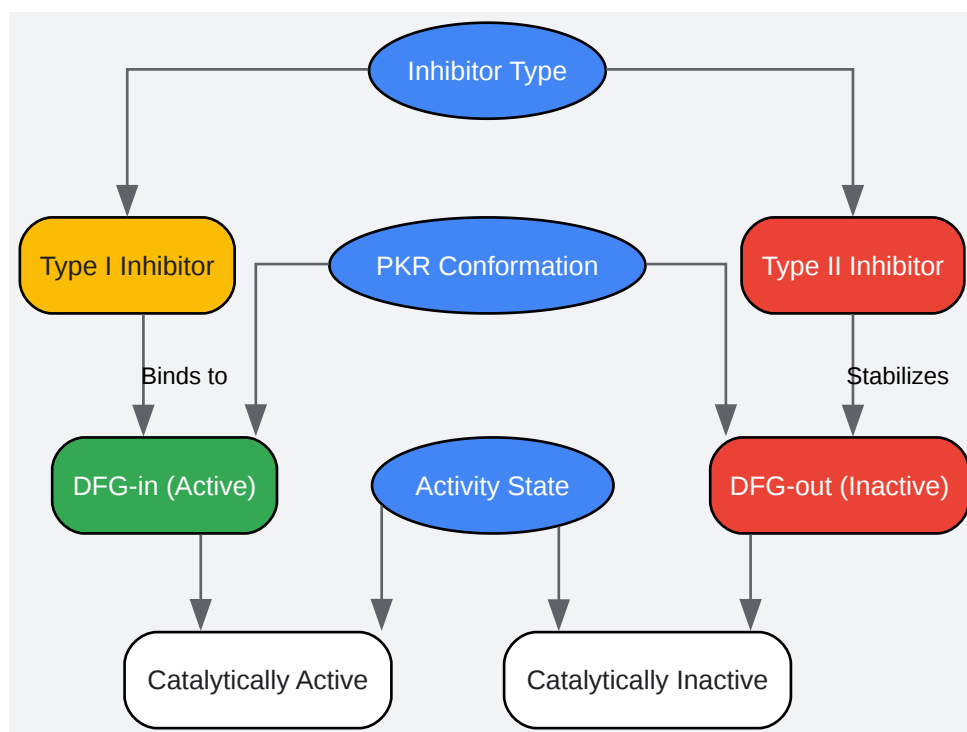 Inhibitor Type
Type I Inhibitor
PKR Conformation
Type II Inhibitor
Binds to
Stabilizes
DFG-in (Active)
Activity State
DFG-out (Inactive)
Catalytically Active
Catalytically Inactive